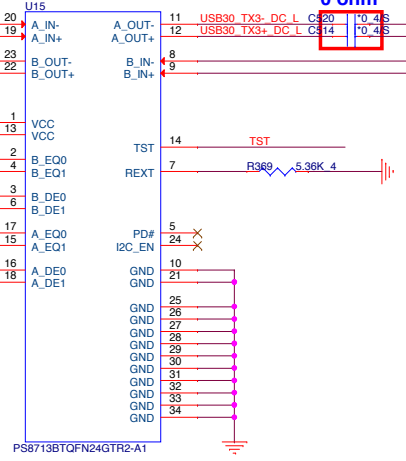 0 ohm
U15
20 A_IN- A_OUT- 11 USB30_TX3-_DC_L C520 *0_4/S
19 A_IN+ A_OUT+ 12 USB30_TX3+_DC_L C514 *0_4/S
23 B_OUT- B_IN- 8
22 B_OUT+ B_IN+ 9
1 VCC
13 VCC
TST 14 TST
2 B_EQ0
4 B_EQ1 REXT 7 R369 5.36K_4
3 B_DE0
6 B_DE1
17 A_EQ0 PD# 5
15 A_EQ1 I2C_EN 24
16 A_DE0 GND 10
18 A_DE1 GND 21
GND 25
GND 26
GND 27
GND 28
GND 29
GND 30
GND 31
GND 32
GND 33
GND 34
PS8713BTQFN24GTR2-A1